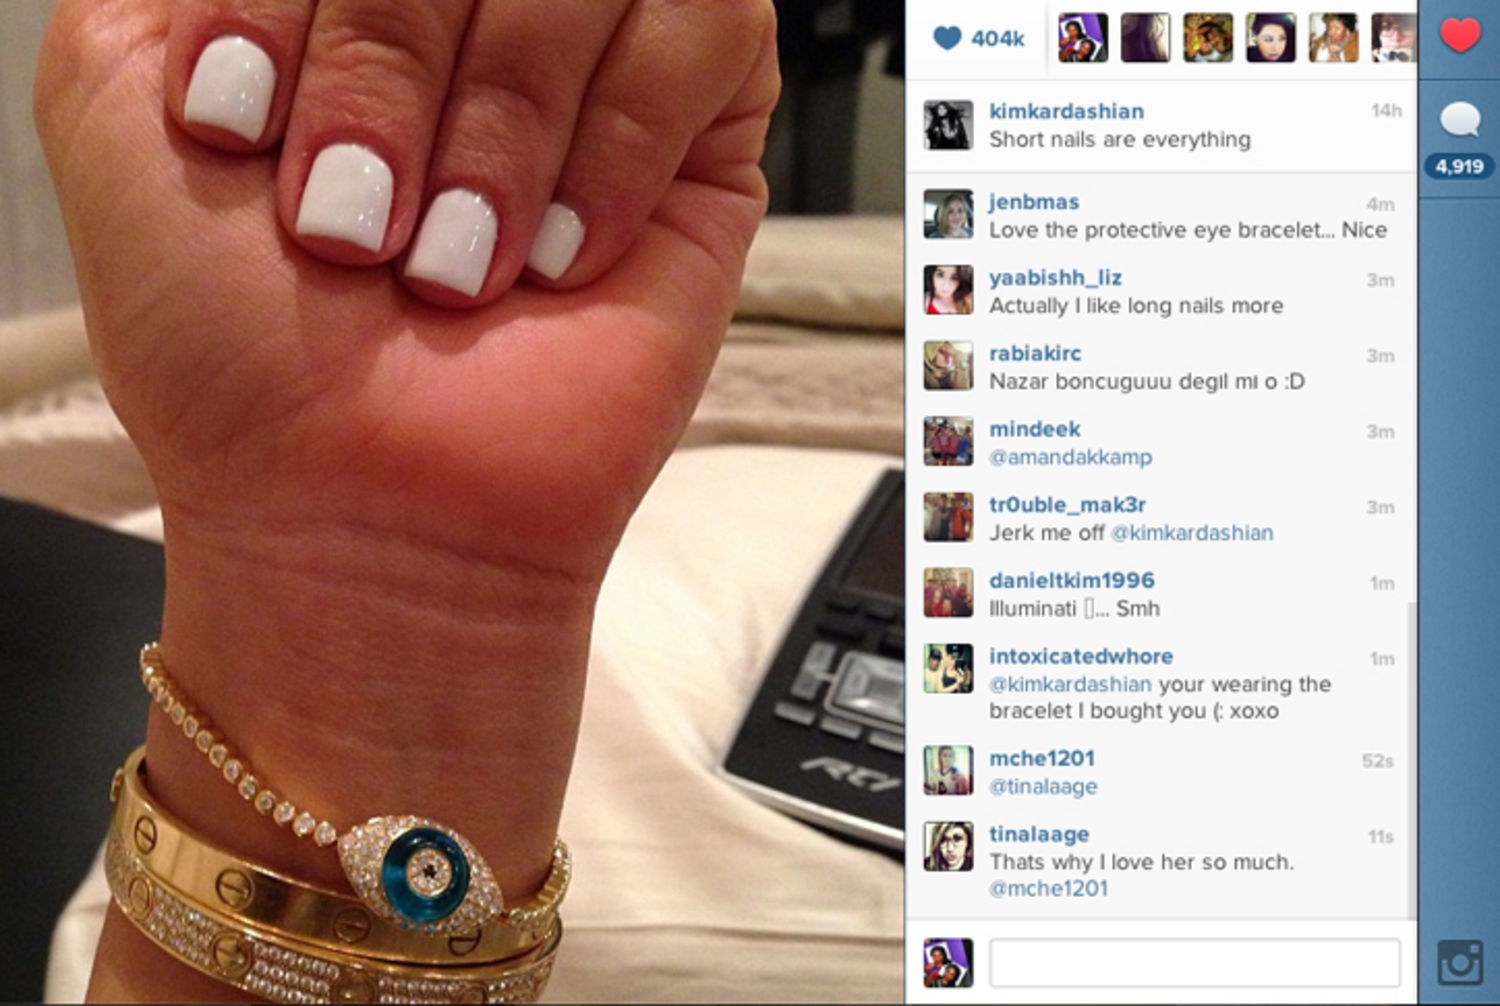 404k
kimkardashian 14h
Short nails are everything
4,919
jenbmas 4m
Love the protective eye bracelet... Nice
yaabishh_liz 3m
Actually I like long nails more
rabiakirc 3m
Nazar boncuguuu degıl mı o :D
mindeek 3m
@amandakkamp
tr0uble_mak3r 3m
Jerk me off @kimkardashian
danieltkim1996 1m
Illuminati ▯... Smh
intoxicatedwhore 1m
@kimkardashian your wearing the
bracelet I bought you (: xoxo
mche1201 52s
@tinalaage
tinalaage 11s
Thats why I love her so much.
@mche1201
RTI